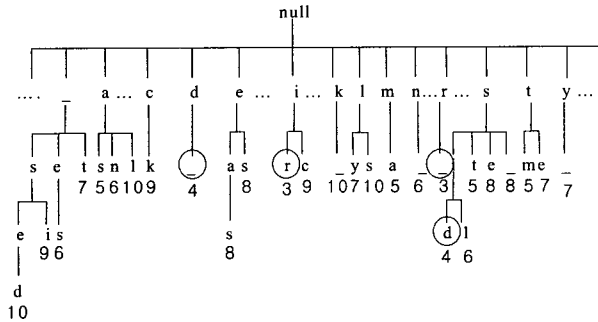 null
.... _ a ... c d e ... i ... k l m n ... r ... s t y ...
s e t s n l k _ a s r c _ y s a _ _ t e _ m e _
7 5 6 10 9 4 8 3 9 10 7 10 5 6 3 5 8 8 5 7 7
e i s s d l
9 6 8 4 6
d
10